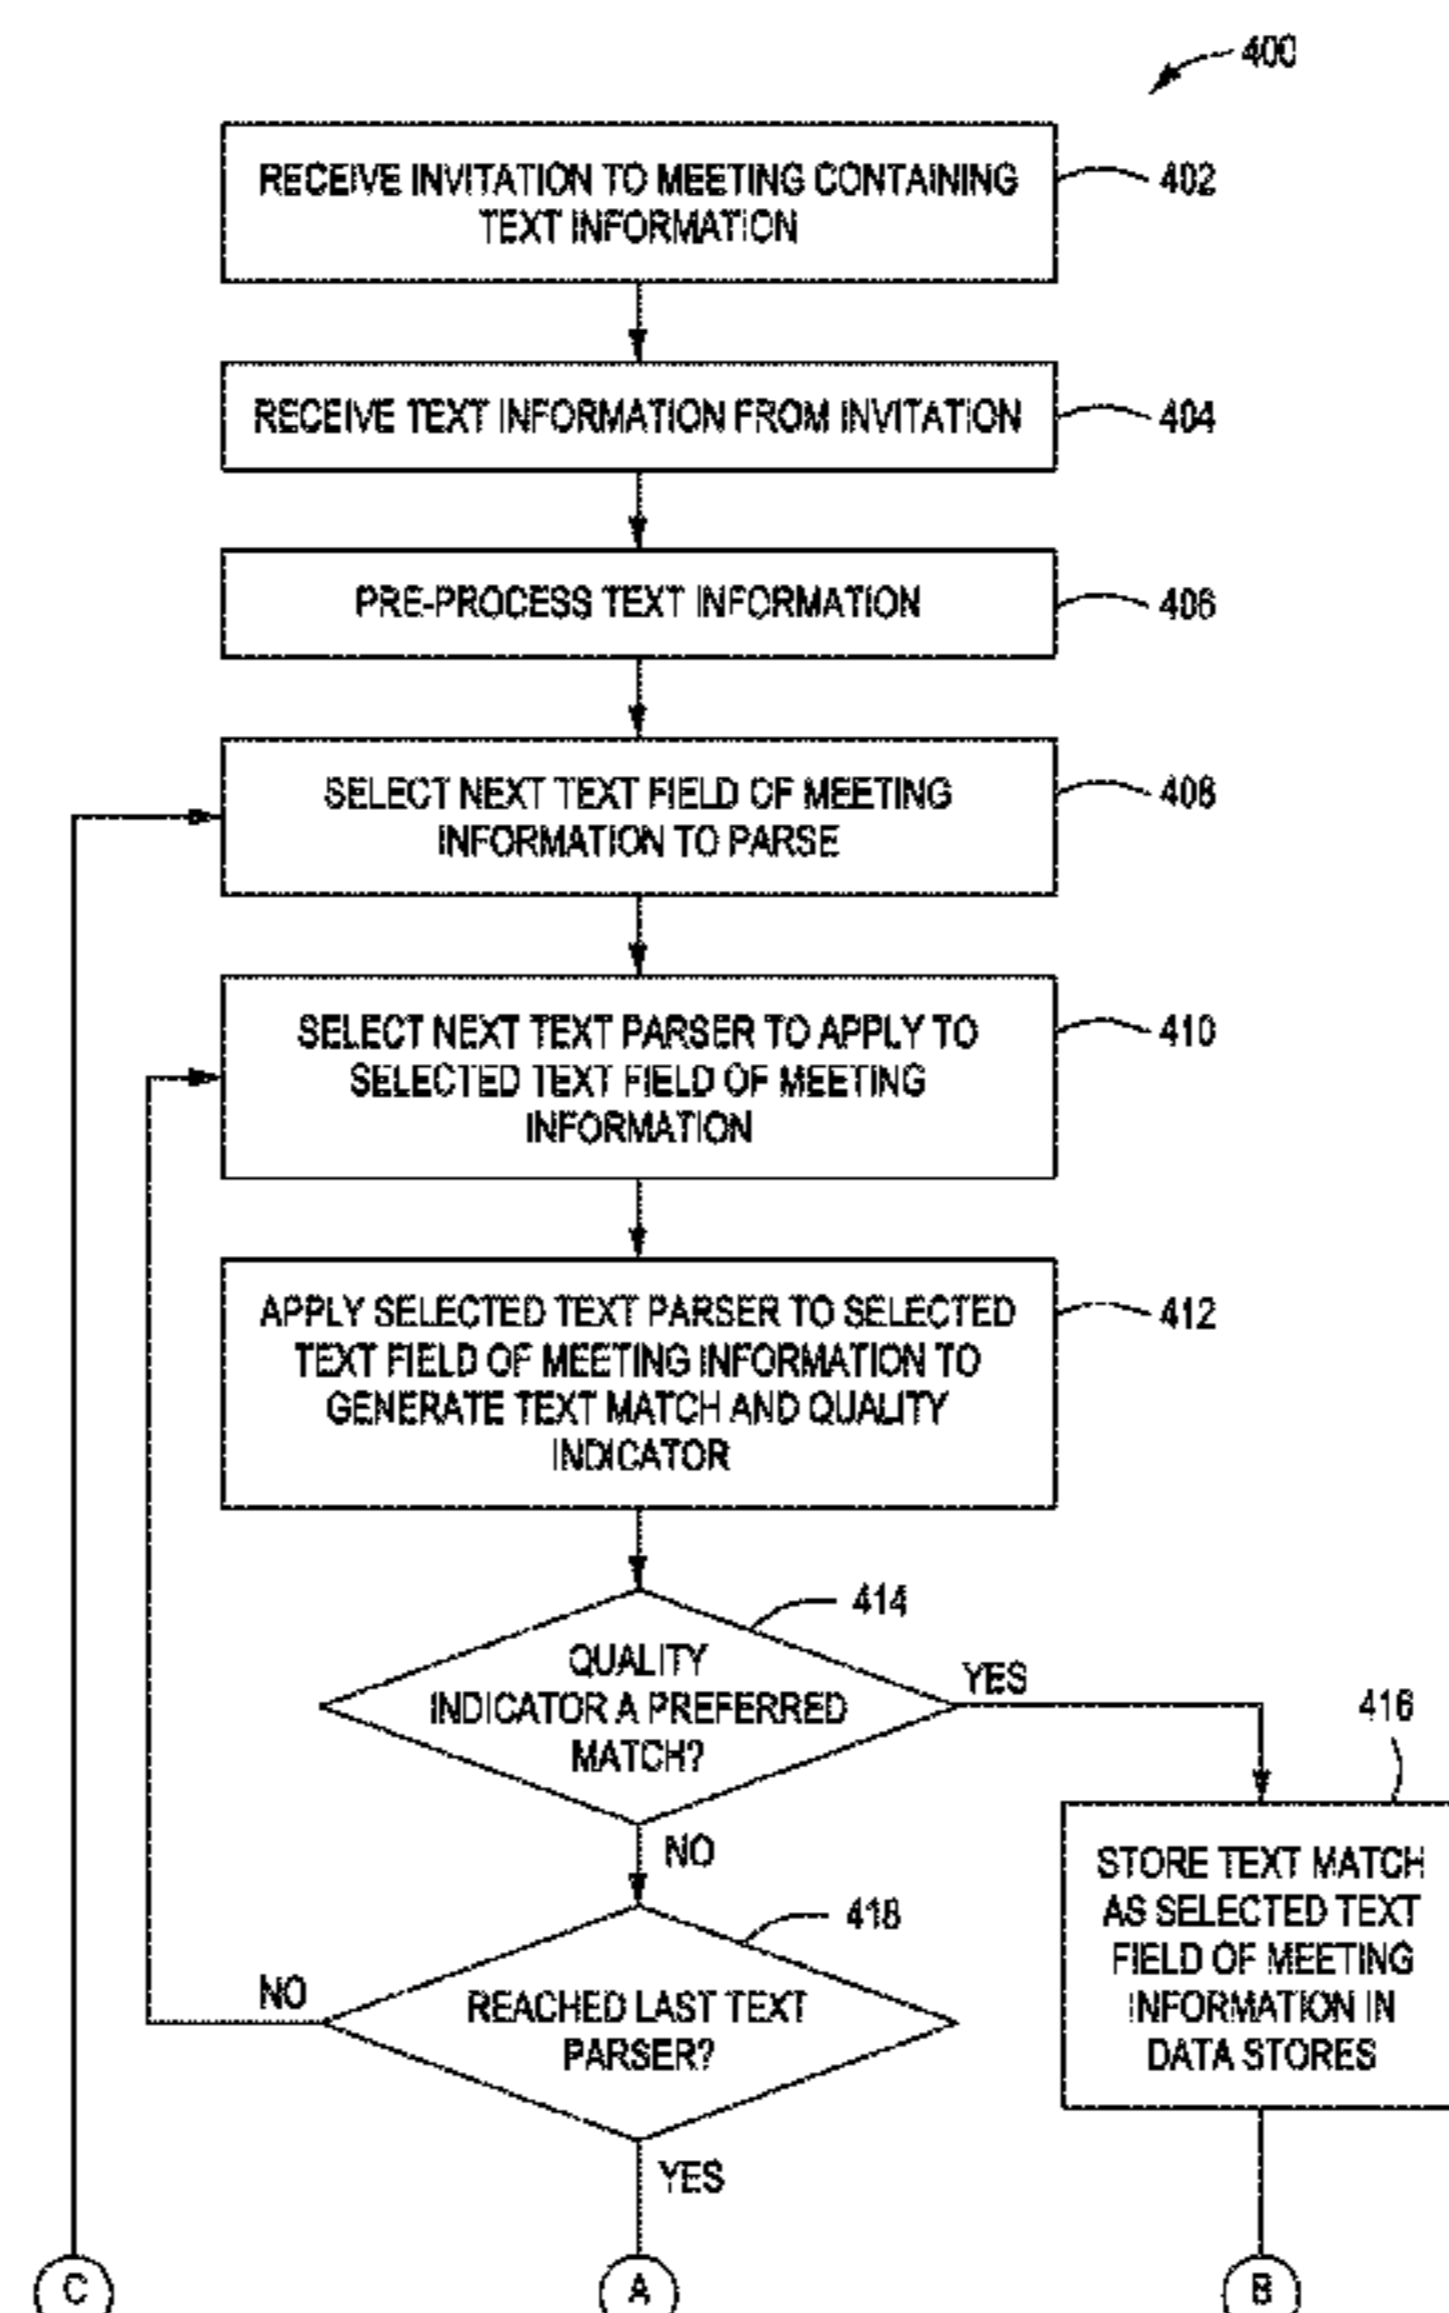 400
RECEIVE INVITATION TO MEETING CONTAINING
TEXT INFORMATION
402
RECEIVE TEXT INFORMATION FROM INVITATION
404
PRE-PROCESS TEXT INFORMATION
406
SELECT NEXT TEXT FIELD OF MEETING
INFORMATION TO PARSE
408
SELECT NEXT TEXT PARSER TO APPLY TO
SELECTED TEXT FIELD OF MEETING
INFORMATION
410
APPLY SELECTED TEXT PARSER TO SELECTED
TEXT FIELD OF MEETING INFORMATION TO
GENERATE TEXT MATCH AND QUALITY
INDICATOR
412
414
QUALITY
INDICATOR A PREFERRED
MATCH?
YES
NO
416
STORE TEXT MATCH
AS SELECTED TEXT
FIELD OF MEETING
INFORMATION IN
DATA STORES
418
REACHED LAST TEXT
PARSER?
NO
YES
C
A
B